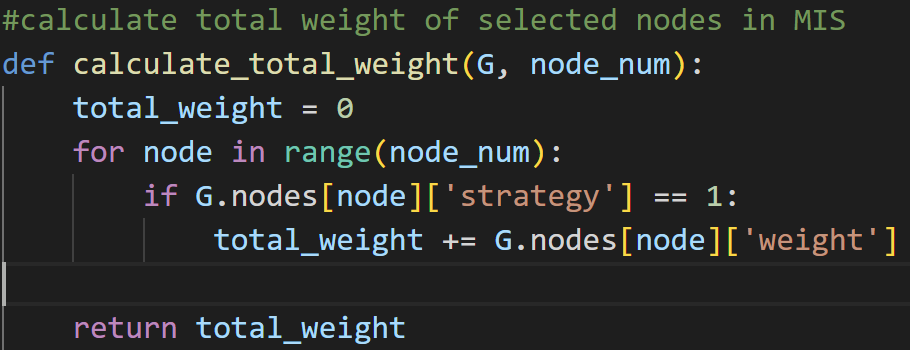 #calculate total weight of selected nodes in MIS
def calculate_total_weight(G, node_num):
    total_weight = 0
    for node in range(node_num):
        if G.nodes[node]['strategy'] == 1:
            total_weight += G.nodes[node]['weight']
    return total_weight